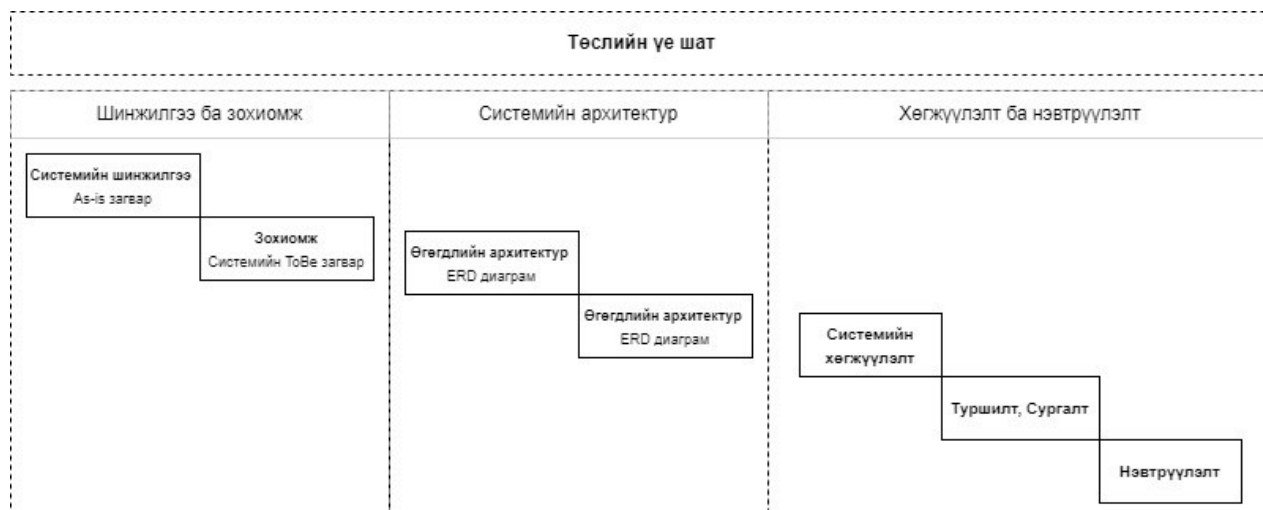 Төслийн үе шат
Шинжилгээ ба зохиомж
Системийн архитектур
Хөгжүүлэлт ба нэвтрүүлэлт
Системийн шинжилгээ
As-is загвар
Зохиомж
Системийн ToBe загвар
Өгөгдлийн архитектур
ERD диаграм
Өгөгдлийн архитектур
ERD диаграм
Системийн
хөгжүүлэлт
Туршилт, Сургалт
Нэвтрүүлэлт